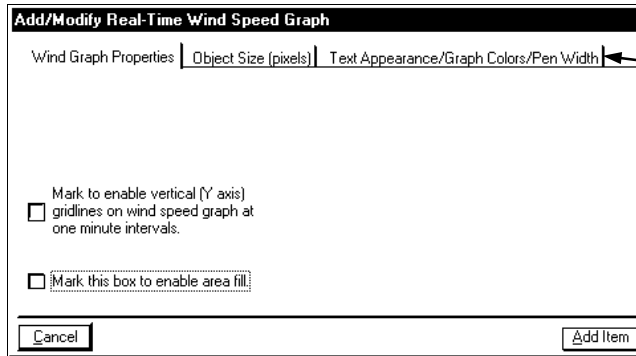 Add/Modify Real-Time Wind Speed Graph
Wind Graph Properties Object Size (pixels) Text Appearance/Graph Colors/Pen Width
Mark to enable vertical (Y axis)
gridlines on wind speed graph at
one minute intervals.
Mark this box to enable area fill.
Cancel Add Item